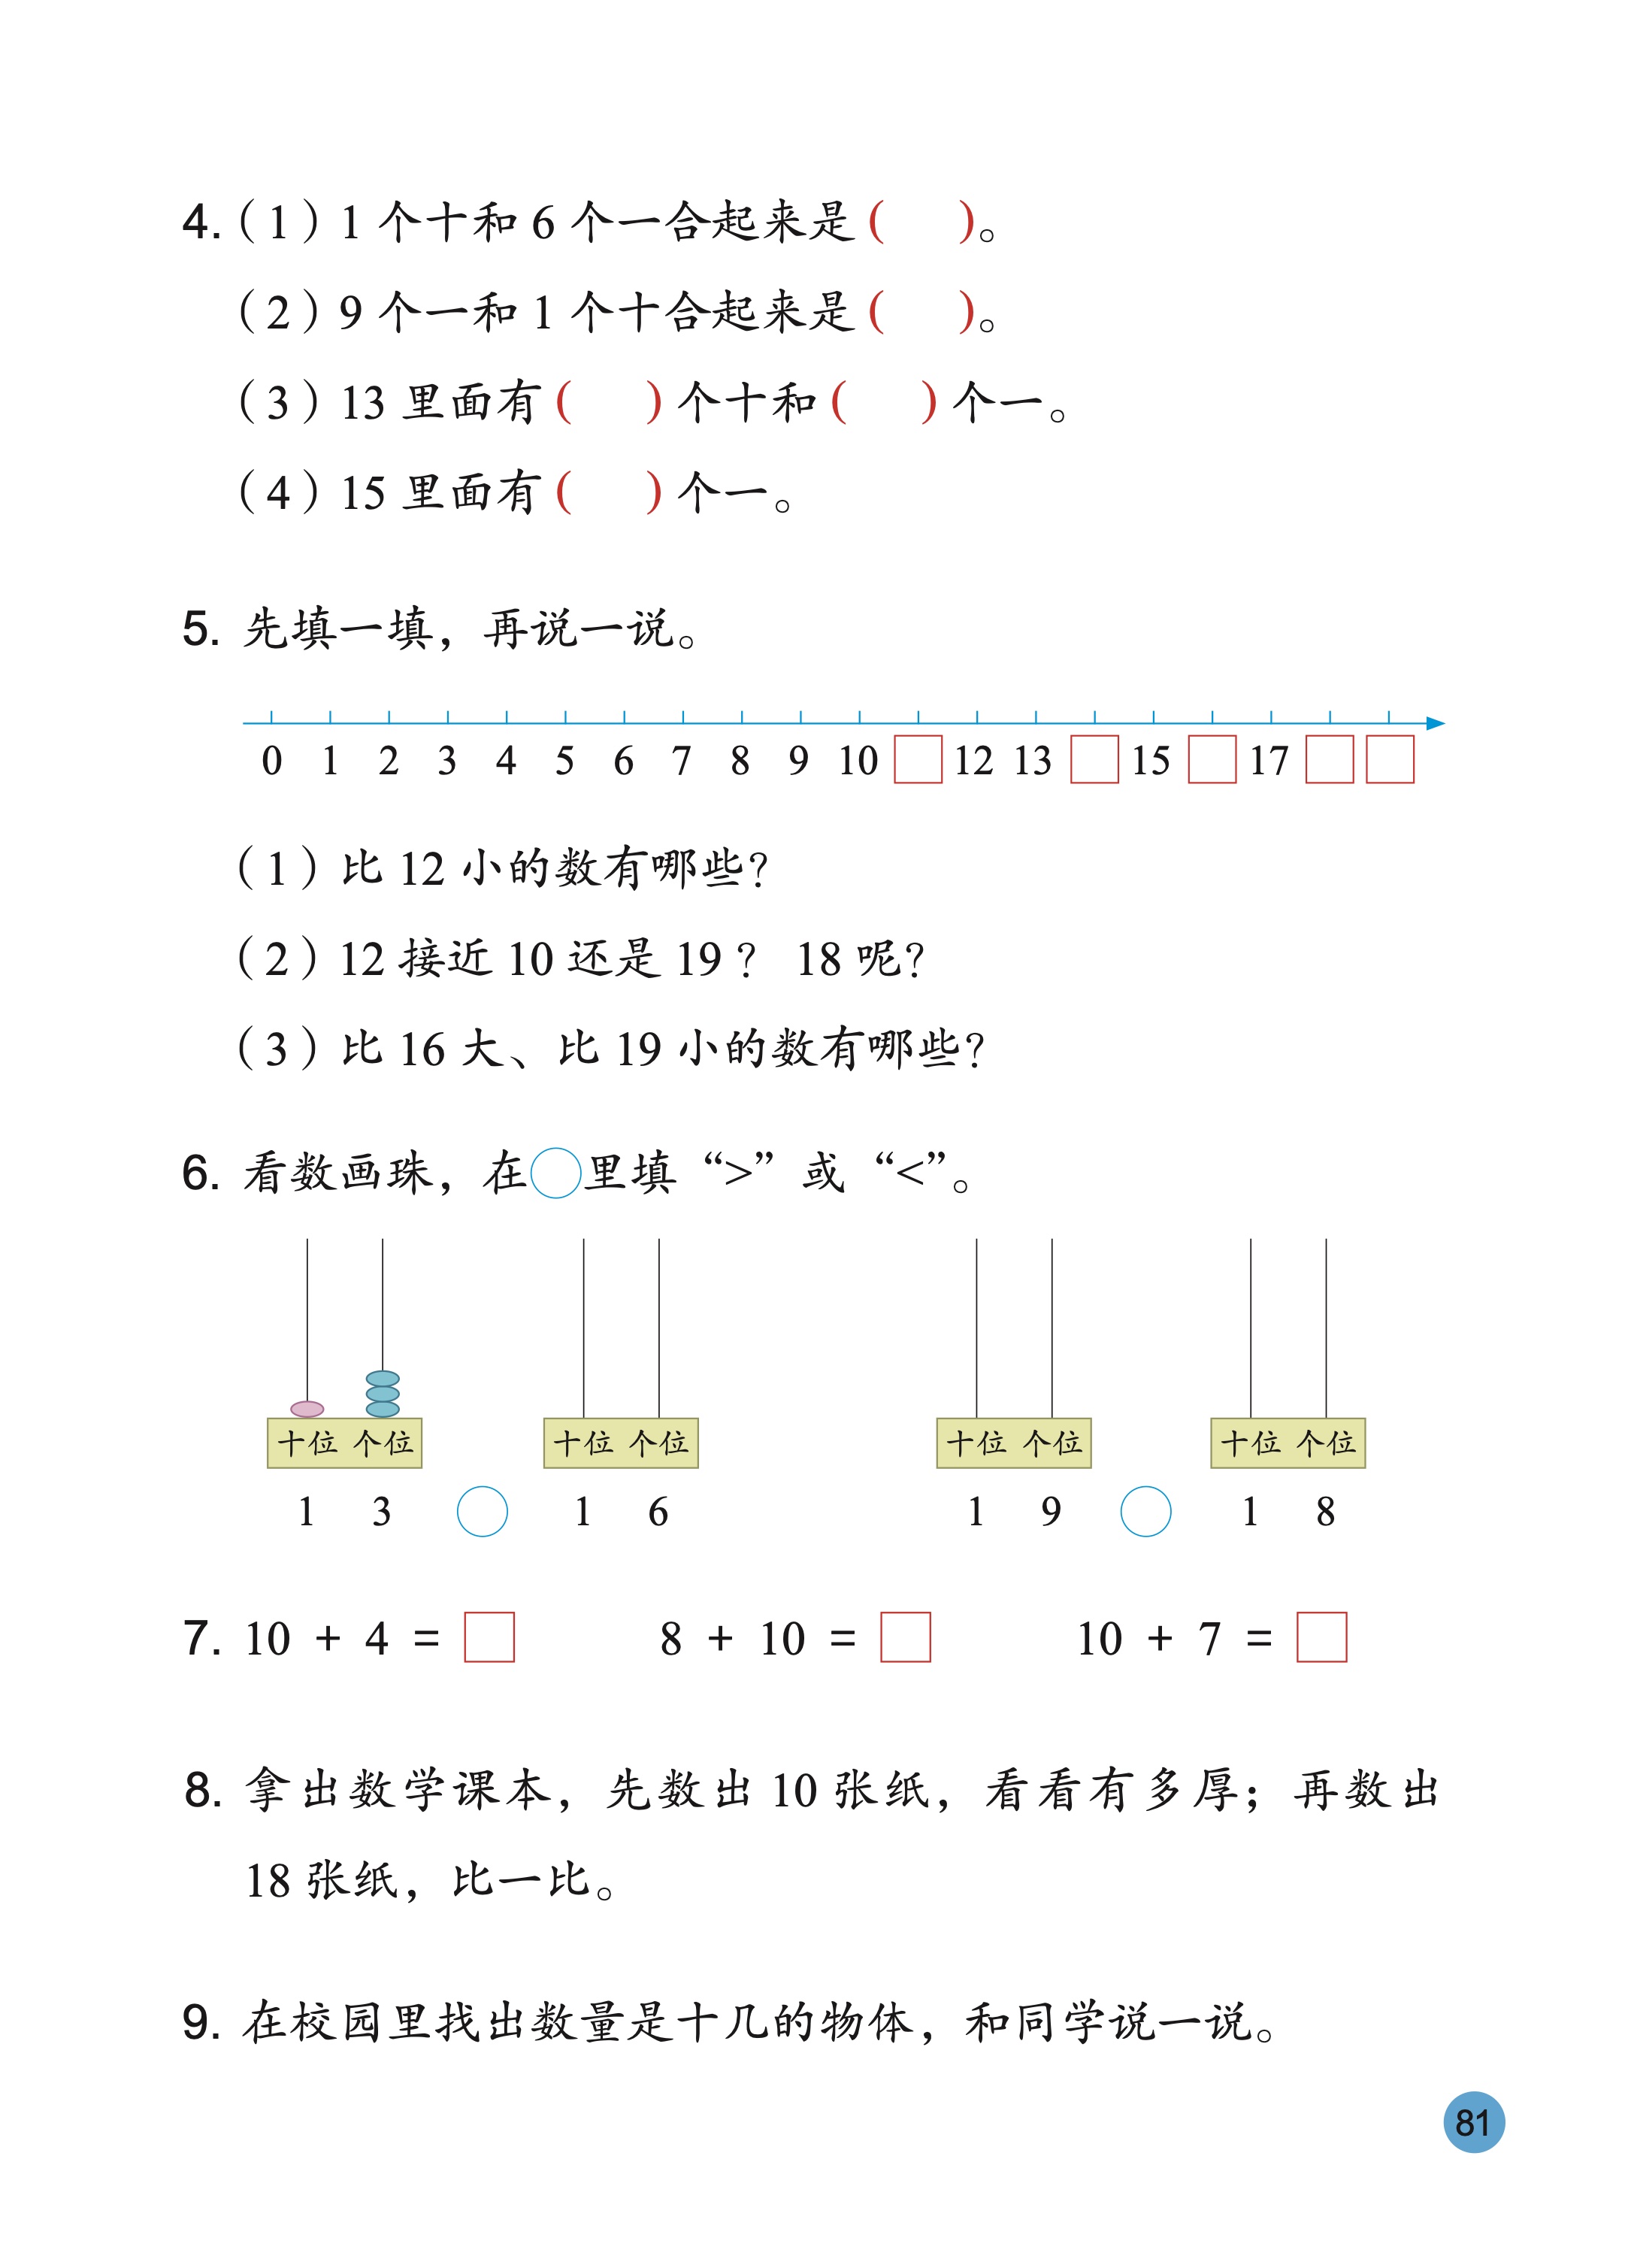 4.（1）1 个十和 6 个一合起来是（　）。
（2）9 个一和 1 个十合起来是（　）。
（3）13 里面有（　）个十和（　）个一。
（4）15 里面有（　）个一。
5. 先填一填，再说一说。
0 1 2 3 4 5 6 7 8 9 10 □ 12 13 □ 15 □ 17 □ □
（1）比 12 小的数有哪些？
（2）12 接近 10 还是 19？ 18 呢？
（3）比 16 大、比 19 小的数有哪些？
6. 看数画珠，在○里填“>”或“<”。
十位 个位 十位 个位 十位 个位 十位 个位
1 3 ○ 1 6 1 9 ○ 1 8
7. 10 + 4 = □ 8 + 10 = □ 10 + 7 = □
8. 拿出数学课本，先数出 10 张纸，看看有多厚；再数出
18 张纸，比一比。
9. 在校园里找出数量是十几的物体，和同学说一说。
81